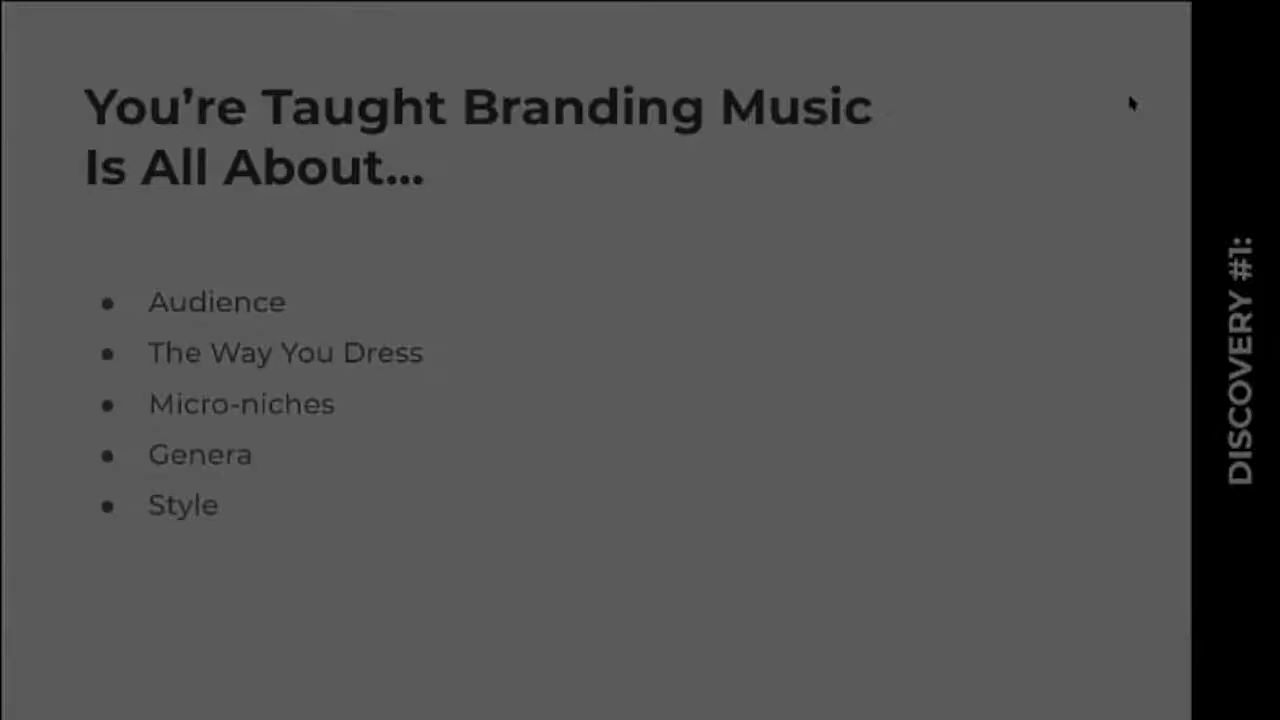 You’re Taught Branding Music
Is All About...
● Audience
● The Way You Dress
● Micro-niches
● Genera
● Style
DISCOVERY #1: